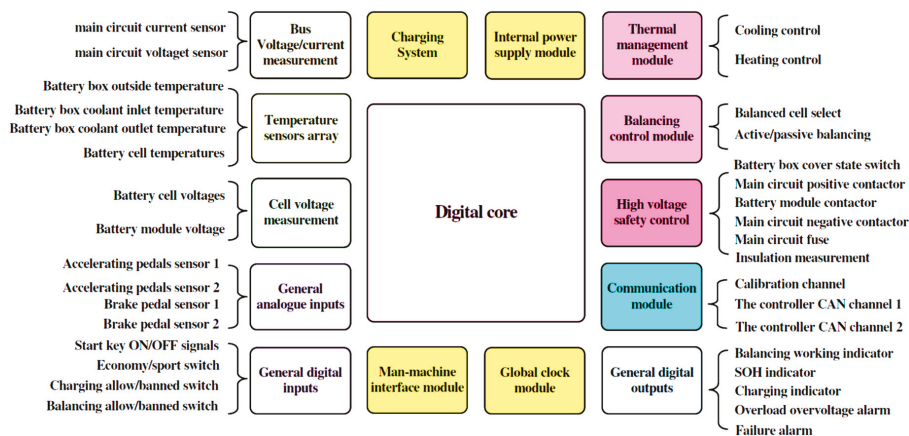 main circuit current sensor
main circuit voltaget sensor
Bus
Voltage/current
measurement
Charging
System
Internal power
supply module
Thermal
management
module
Cooling control
Heating control
Battery box outside temperature
Battery box coolant inlet temperature
Battery box coolant outlet temperature
Battery cell temperatures
Temperature
sensors array
Balancing
control module
Balanced cell select
Active/passive balancing
Battery cell voltages
Battery module voltage
Cell voltage
measurement
Digital core
High voltage
safety control
Battery box cover state switch
Main circuit positive contactor
Battery module contactor
Main circuit negative contactor
Main circuit fuse
Insulation measurement
Accelerating pedals sensor 1
Accelerating pedals sensor 2
Brake pedal sensor 1
Brake pedal sensor 2
General
analogue inputs
Communication
module
Calibration channel
The controller CAN channel 1
The controller CAN channel 2
Start key ON/OFF signals
Economy/sport switch
Charging allow/banned switch
Balancing allow/banned switch
General digital
inputs
Man-machine
interface module
Global clock
module
General digital
outputs
Balancing working indicator
SOH indicator
Charging indicator
Overload overvoltage alarm
Failure alarm